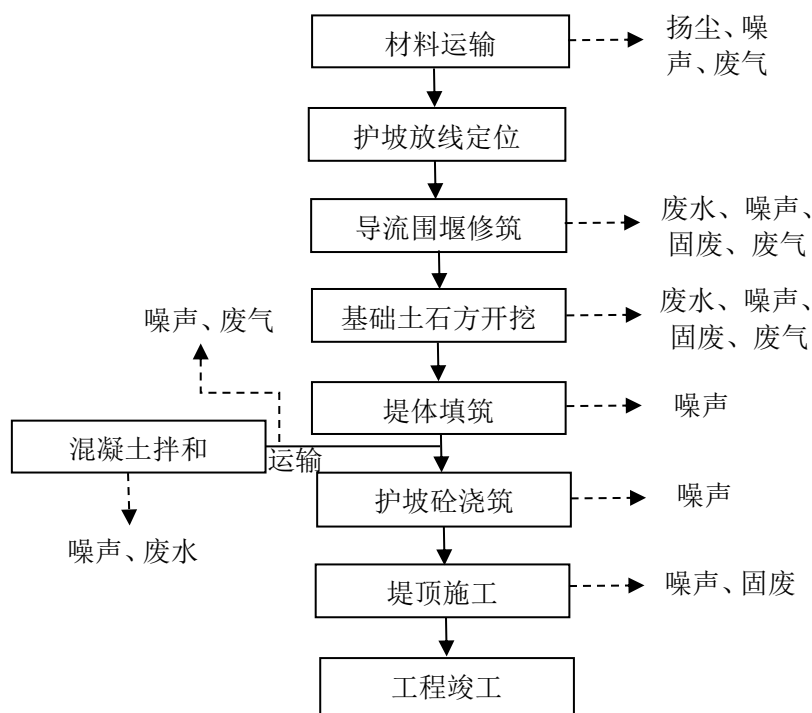 材料运输
扬尘、噪
声、废气
护坡放线定位
导流围堰修筑
废水、噪声、
固废、废气
基础土石方开挖
废水、噪声、
固废、废气
噪声、废气
堤体填筑
噪声
混凝土拌和
运输
护坡砼浇筑
噪声
噪声、废水
堤顶施工
噪声、固废
工程竣工